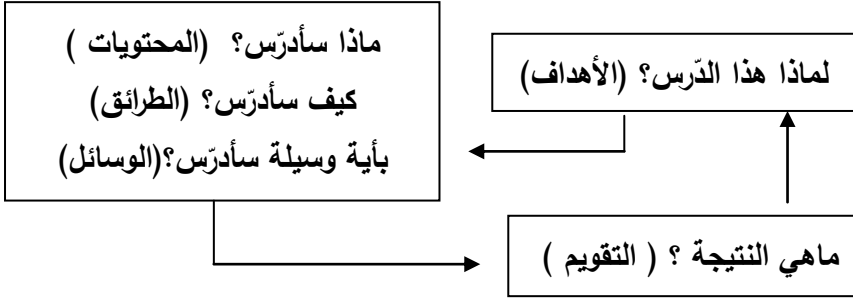 لماذا هذا الدّرس؟ (الأهداف)
ماذا سأدرّس؟ (المحتويات )
كيف سأدرّس؟ (الطرائق)
بأية وسيلة سأدرّس؟(الوسائل)
ماهي النتيجة ؟ ( التقويم )